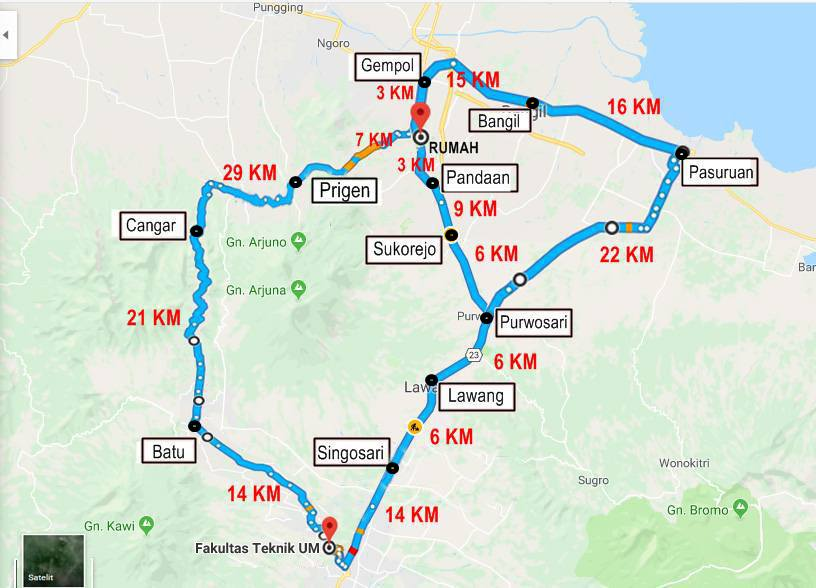 Pungging
Ngoro
Gempol
15 KM
3 KM
16 KM
Bangil
7 KM
RUMAH
3 KM
Pasuruan
29 KM
Prigen
Pandaan
9 KM
Cangar
Gn. Arjuno
Sukorejo
6 KM
22 KM
Gn. Arjuna
21 KM
Purwosari
23
6 KM
Lawang
6 KM
Batu
Singosari
Wonokitri
Sugro
14 KM
14 KM
Gn. Bromo
Gn. Kawi
Fakultas Teknik UM
Satelit